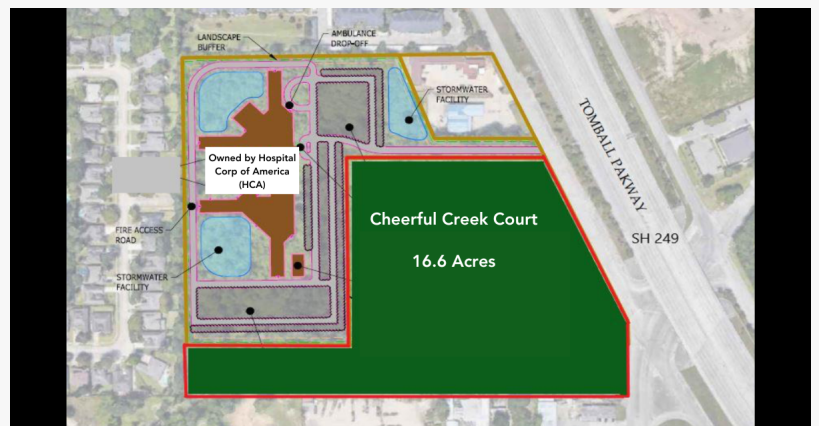 LANDSCAPE
BUFFER
AMBULANCE
DROP-OFF
STORMWATER
FACILITY
TOMBALL PAKWAY
Owned by Hospital
Corp of America
(HCA)
Cheerful Creek Court
16.6 Acres
SH 249
FIRE ACCESS
ROAD
STORMWATER
FACILITY